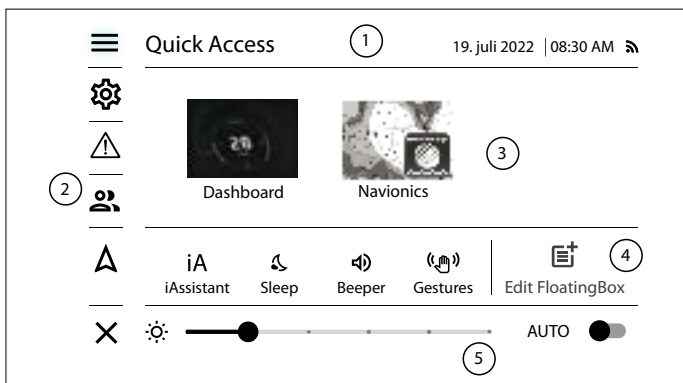 Quick Access
1
19. juli 2022 | 08:30 AM
2
3
Dashboard
Navionics
iA
iAssistant
Sleep
Beeper
Gestures
4
Edit FloatingBox
5
AUTO